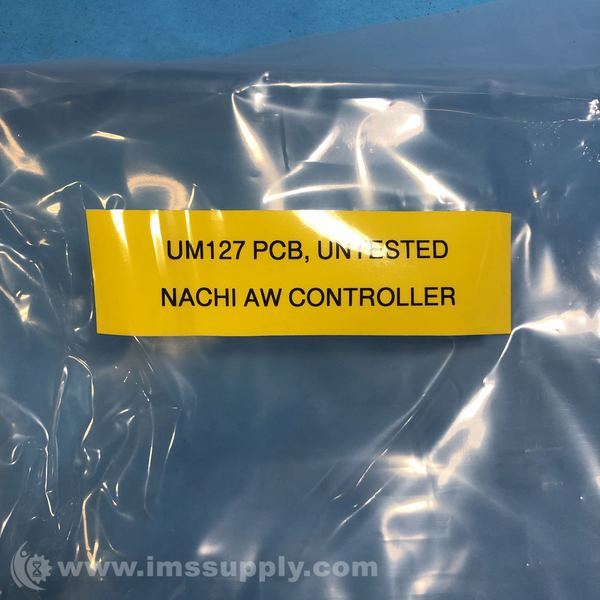 UM127 PCB, UNTESTED
NACHI AW CONTROLLER
www.imssupply.com